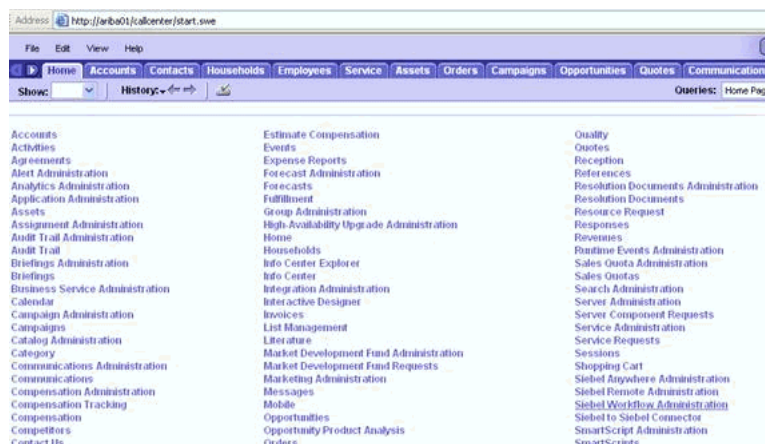 Address http://ariba01/callcenter/start.swe
File Edit View Help
Home Accounts Contacts Households Employees Service Assets Orders Campaigns Opportunities Quotes Communication
Show: History: Queries: Home Pag
Accounts
Activities
Agreements
Alert Administration
Analytics Administration
Application Administration
Assets
Assignment Administration
Audit Trail Administration
Audit Trail
Briefings Administration
Briefings
Business Service Administration
Calendar
Campaign Administration
Campaigns
Catalog Administration
Category
Communications Administration
Communications
Compensation Administration
Compensation Tracking
Compensation
Competitors
Contact Us
Estimate Compensation
Events
Expense Reports
Forecast Administration
Forecasts
Fulfillment
Group Administration
High-Availability Upgrade Administration
Home
Households
Info Center Explorer
Info Center
Integration Administration
Interactive Designer
Invoices
List Management
Literature
Market Development Fund Administration
Market Development Fund Requests
Marketing Administration
Messages
Mobile
Opportunities
Opportunity Product Analysis
Orders
Quality
Quotes
Reception
References
Resolution Documents Administration
Resolution Documents
Resource Request
Responses
Revenues
Runtime Events Administration
Sales Quota Administration
Sales Quotas
Search Administration
Server Administration
Server Component Requests
Service Administration
Service Requests
Sessions
Shopping Cart
Siebel Anywhere Administration
Siebel Remote Administration
Siebel Workflow Administration
Siebel to Siebel Connector
SmartScript Administration
SmartScripts